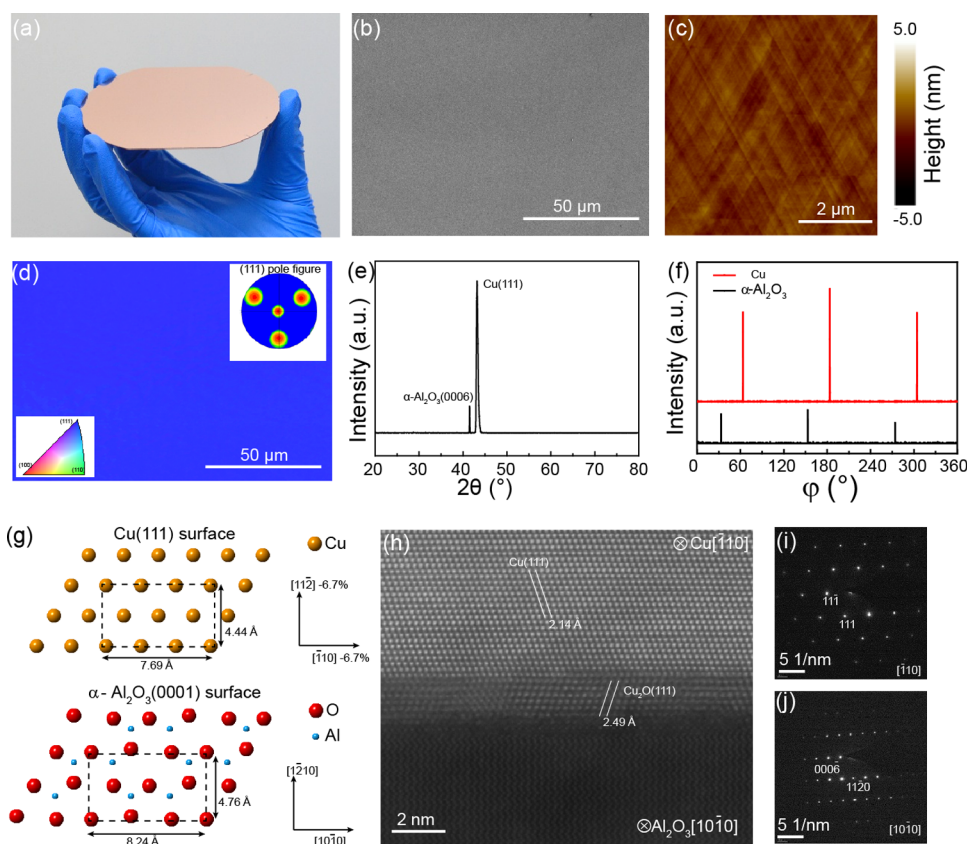 (a)
(b)
50 µm
(c)
2 µm
5.0
Height (nm)
-5.0
(d)
(111) pole figure
(111)
(100)
(110)
50 µm
(e)
Intensity (a.u.)
Cu(111)
α-Al₂O₃(0006)
20 30 40 50 60 70 80
2θ (°)
(f)
Intensity (a.u.)
Cu
α-Al₂O₃
0 60 120 180 240 300 360
φ (°)
(g)
Cu(111) surface
Cu
4.44 Å
7.69 Å
[112̄] -6.7%
[1̄10] -6.7%
α- Al₂O₃(0001) surface
O
Al
4.76 Å
8.24 Å
[12̄10]
[101̄0]
(h)
⊗Cu[1̄10]
2.14 Å
Cu₂O(111)
2.49 Å
2 nm
⊗Al₂O₃[101̄0]
(i)
111̄
111
5 1/nm
[1̄10]
(j)
0006
112̄0
5 1/nm
[101̄0]